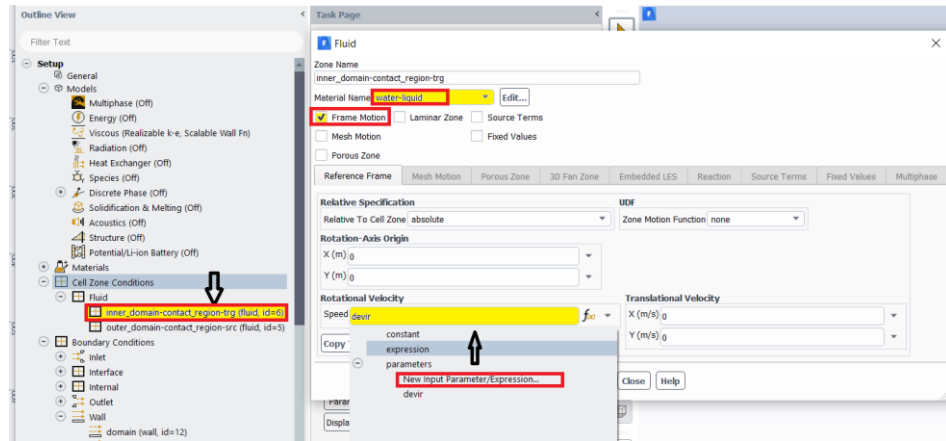 Outline View
Filter Text
Setup
General
Models
Multiphase (Off)
Energy (Off)
Viscous (Realizable k-e, Scalable Wall Fn)
Radiation (Off)
Heat Exchanger (Off)
Species (Off)
Discrete Phase (Off)
Solidification & Melting (Off)
Acoustics (Off)
Structure (Off)
Potential/Li-ion Battery (Off)
Materials
Cell Zone Conditions
Fluid
inner_domain-contact_region-trg (fluid, id=6)
outer_domain-contact_region-src (fluid, id=5)
Boundary Conditions
Inlet
Interface
Internal
Outlet
Wall
domain (wall, id=12)
Task Page
Fluid
Zone Name
inner_domain-contact_region-trg
Material Name water-liquid Edit...
Frame Motion Laminar Zone Source Terms
Mesh Motion Fixed Values
Porous Zone
Reference Frame Mesh Motion Porous Zone 3D Fan Zone Embedded LES Reaction Source Terms Fixed Values Multiphase
Relative Specification UDF
Relative To Cell Zone absolute Zone Motion Function none
Rotation-Axis Origin
X (m) 0
Y (m) 0
Rotational Velocity Translational Velocity
Speed devir X (m/s) 0
Y (m/s) 0
Copy
constant
expression
parameters
New Input Parameter/Expression...
devir
Close Help
Param
Displa